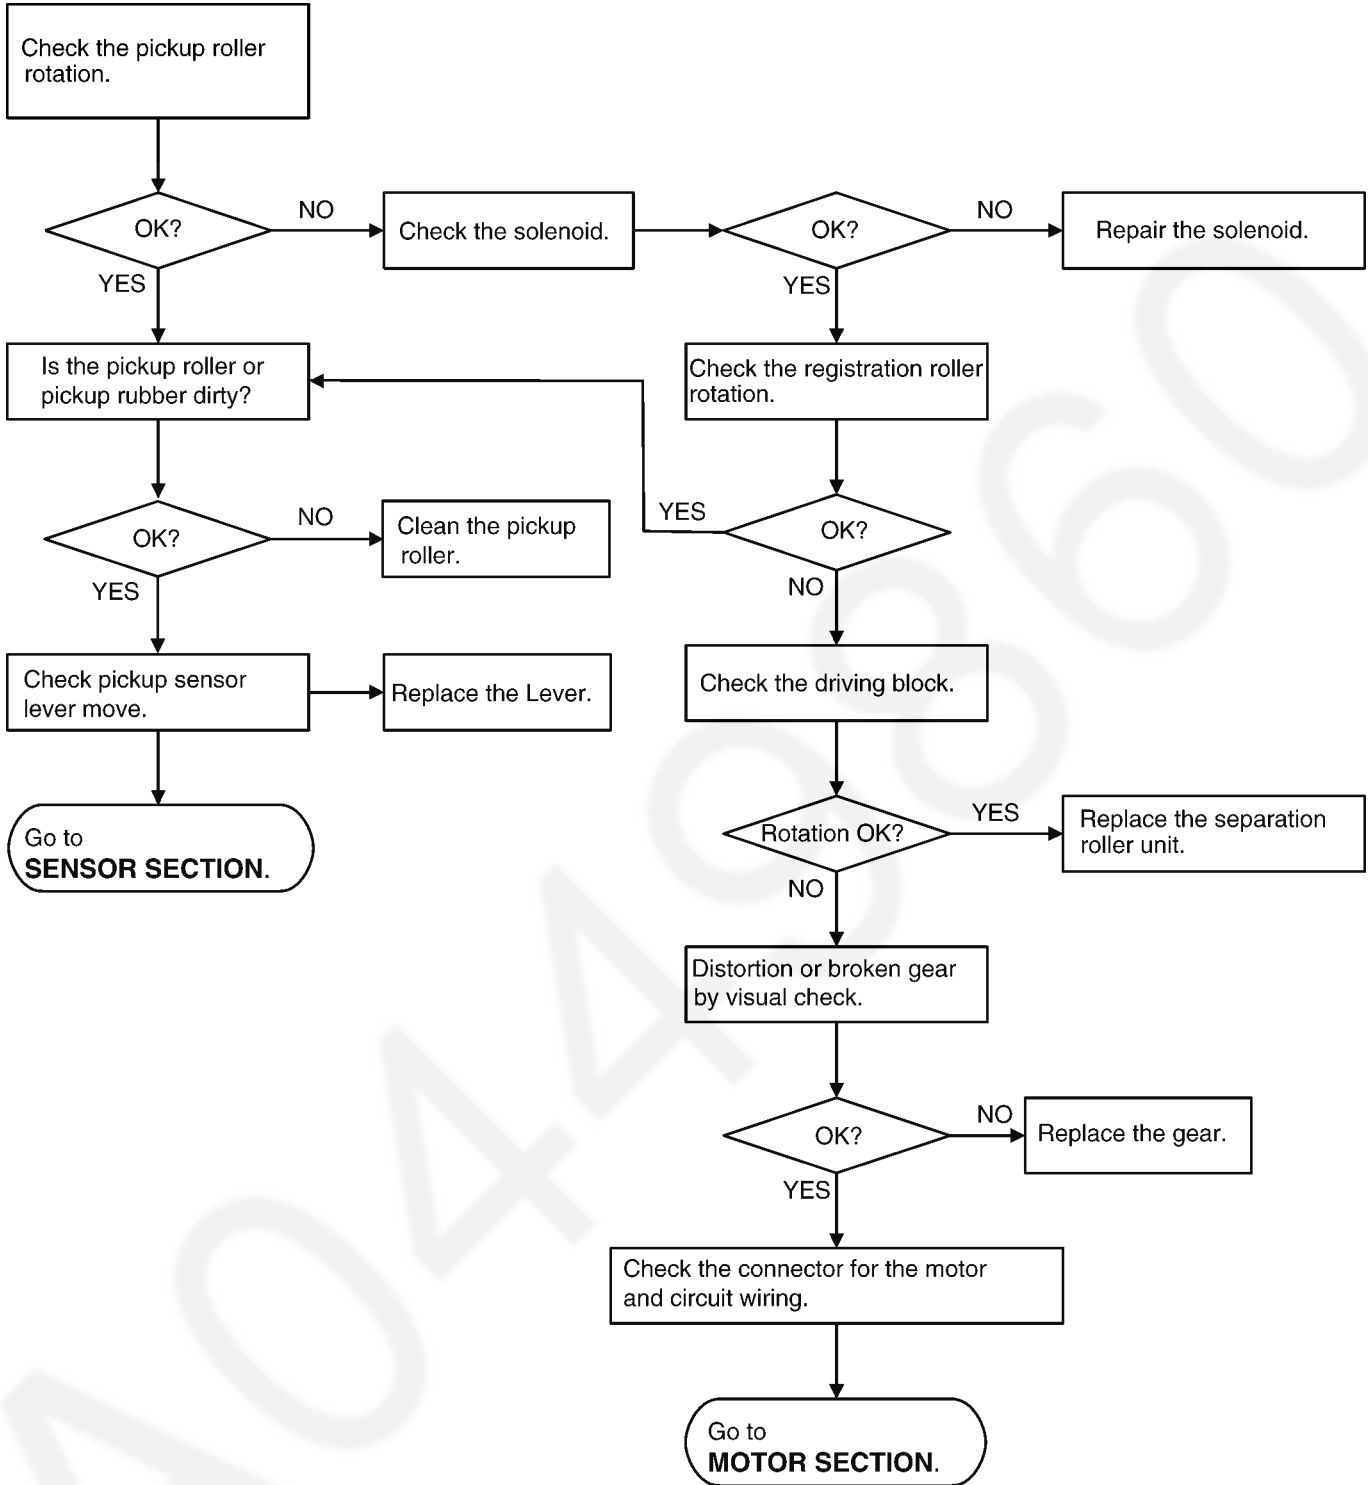 Check the pickup roller
rotation.
OK?
NO
Check the solenoid.
OK?
NO
Repair the solenoid.
YES
YES
Is the pickup roller or
pickup rubber dirty?
Check the registration roller
rotation.
OK?
NO
Clean the pickup
roller.
YES
OK?
YES
NO
Check pickup sensor
lever move.
Replace the Lever.
Check the driving block.
Go to
SENSOR SECTION.
Rotation OK?
YES
Replace the separation
roller unit.
NO
Distortion or broken gear
by visual check.
OK?
NO
Replace the gear.
YES
Check the connector for the motor
and circuit wiring.
Go to
MOTOR SECTION.
A0449860